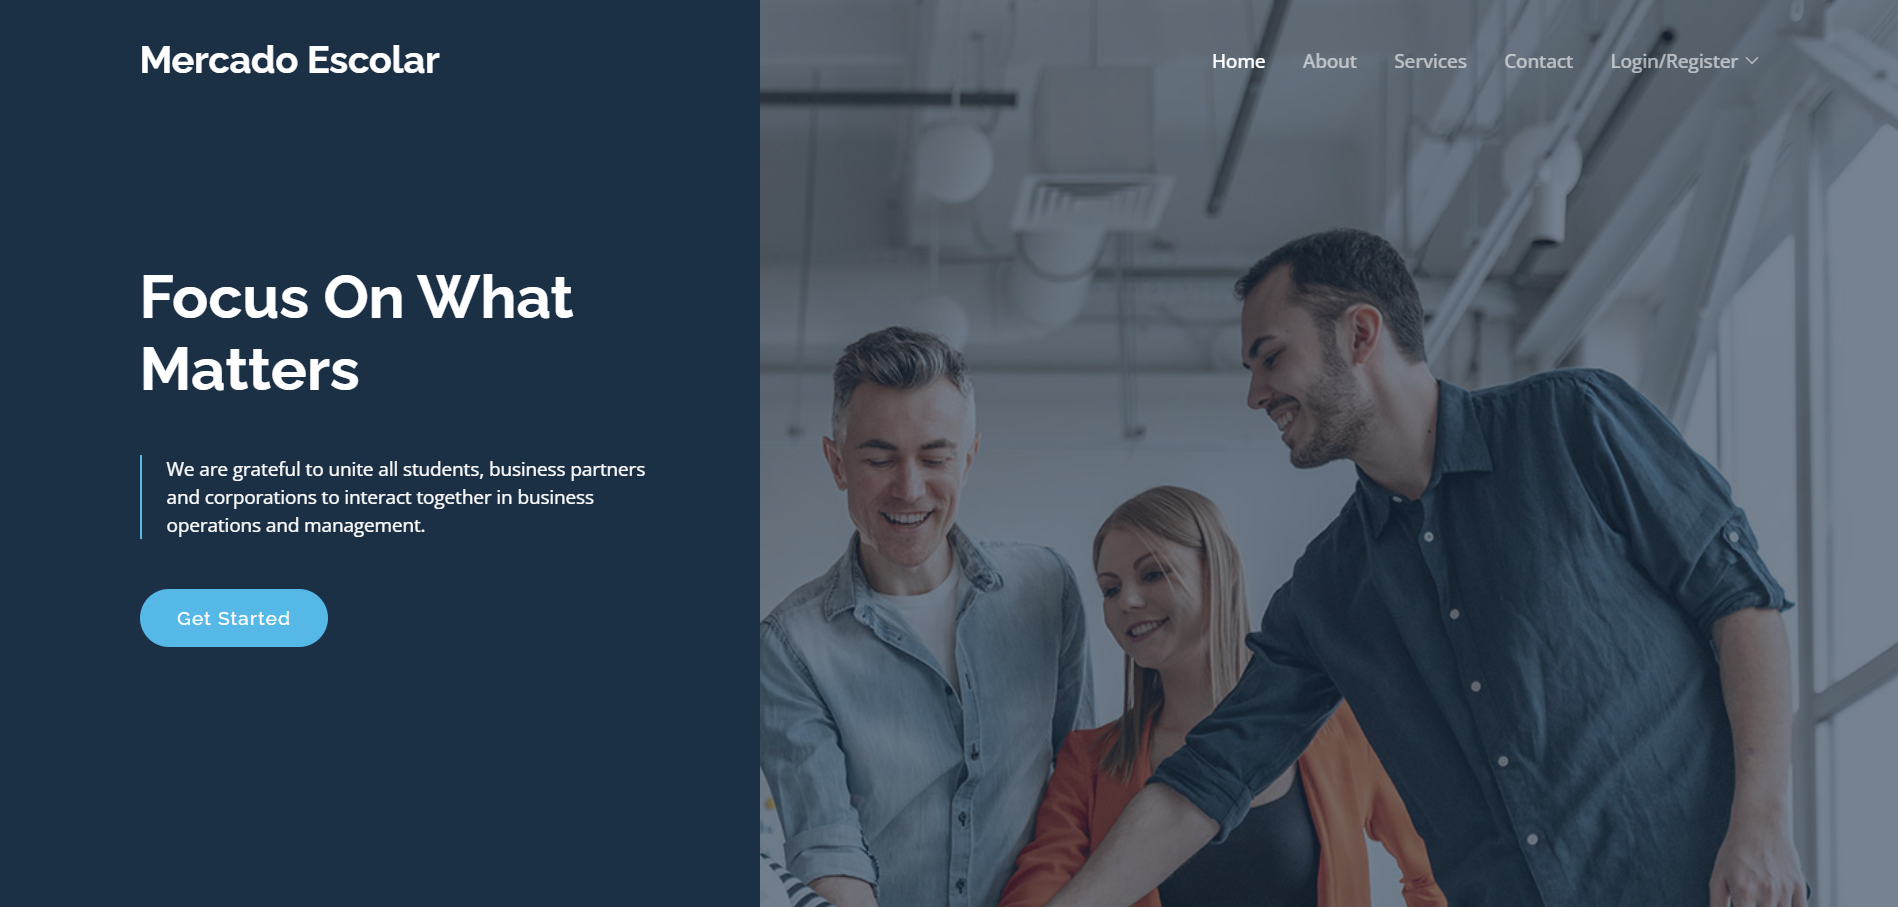 Mercado Escolar
Home About Services Contact Login/Register
Focus On What
Matters
We are grateful to unite all students, business partners
and corporations to interact together in business
operations and management.
Get Started